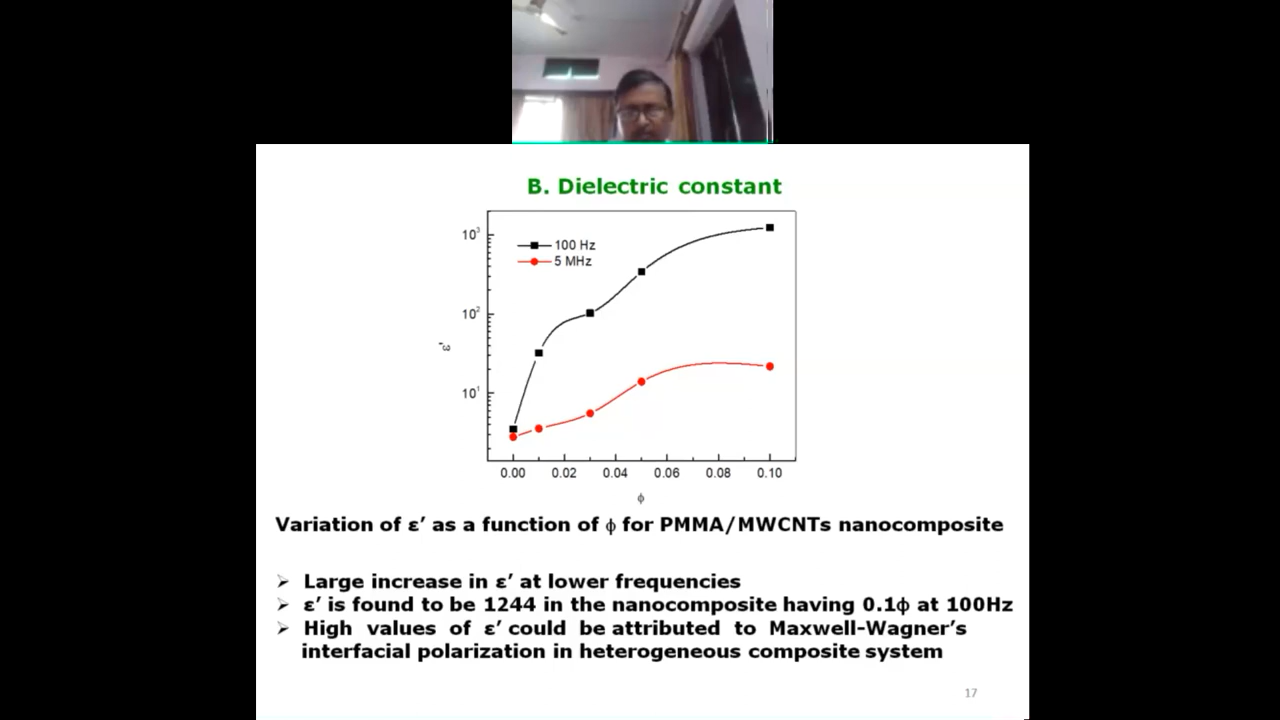 B. Dielectric constant
10³
100 Hz
5 MHz
10²
ε'
10¹
0.00 0.02 0.04 0.06 0.08 0.10
ϕ
Variation of ε’ as a function of ϕ for PMMA/MWCNTs nanocomposite
➢ Large increase in ε’ at lower frequencies
➢ ε’ is found to be 1244 in the nanocomposite having 0.1ϕ at 100Hz
➢ High values of ε’ could be attributed to Maxwell-Wagner’s
interfacial polarization in heterogeneous composite system
17